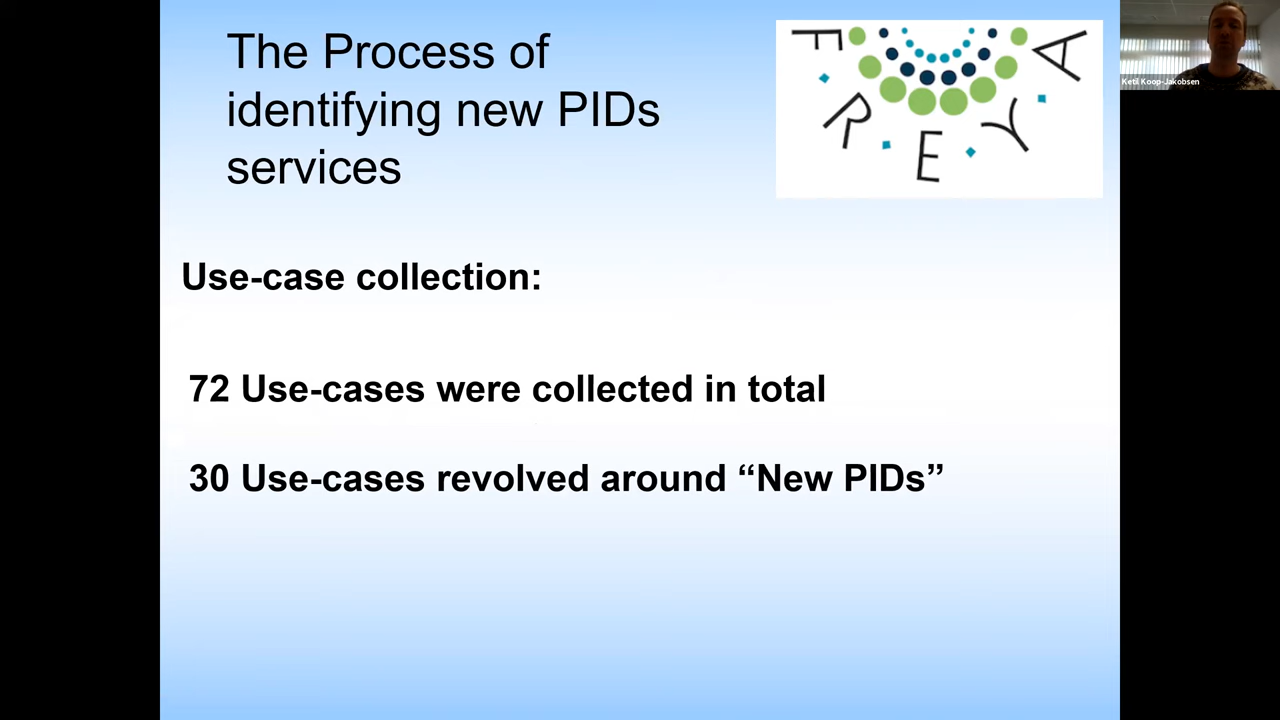 The Process of
identifying new PIDs
services
FREYA
Ketil Koop-Jakobsen
Use-case collection:
72 Use-cases were collected in total
30 Use-cases revolved around “New PIDs”